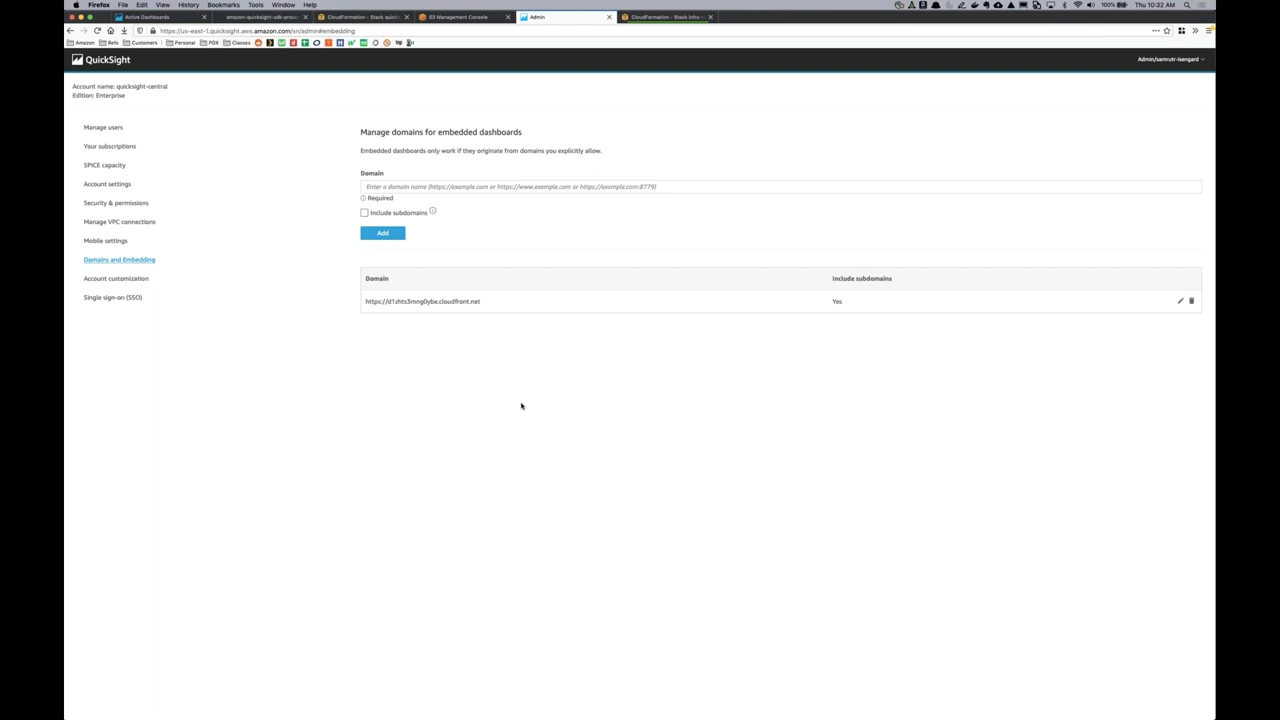 Firefox File Edit View History Bookmarks Tools Window Help 100% Thu 10:32 AM
Active Dashboards amazon-quicksight-sdk-proxy CloudFormation - Stack quick S3 Management Console Admin CloudFormation - Stack Infra
https://us-east-1.quicksight.aws.amazon.com/sn/admin#embedding
Amazon Refs Customers Personal PDX Classes
QuickSight Admin/samrutr-isengard
Account name: quicksight-central
Edition: Enterprise
Manage users
Your subscriptions
SPICE capacity
Account settings
Security & permissions
Manage VPC connections
Mobile settings
Domains and Embedding
Account customization
Single sign-on (SSO)
Manage domains for embedded dashboards
Embedded dashboards only work if they originate from domains you explicitly allow.
Domain
Enter a domain name (https://example.com or https://www.example.com or https://example.com:8779)
Required
Include subdomains
Add
Domain Include subdomains
https://d1zhts3mng0ybe.cloudfront.net Yes